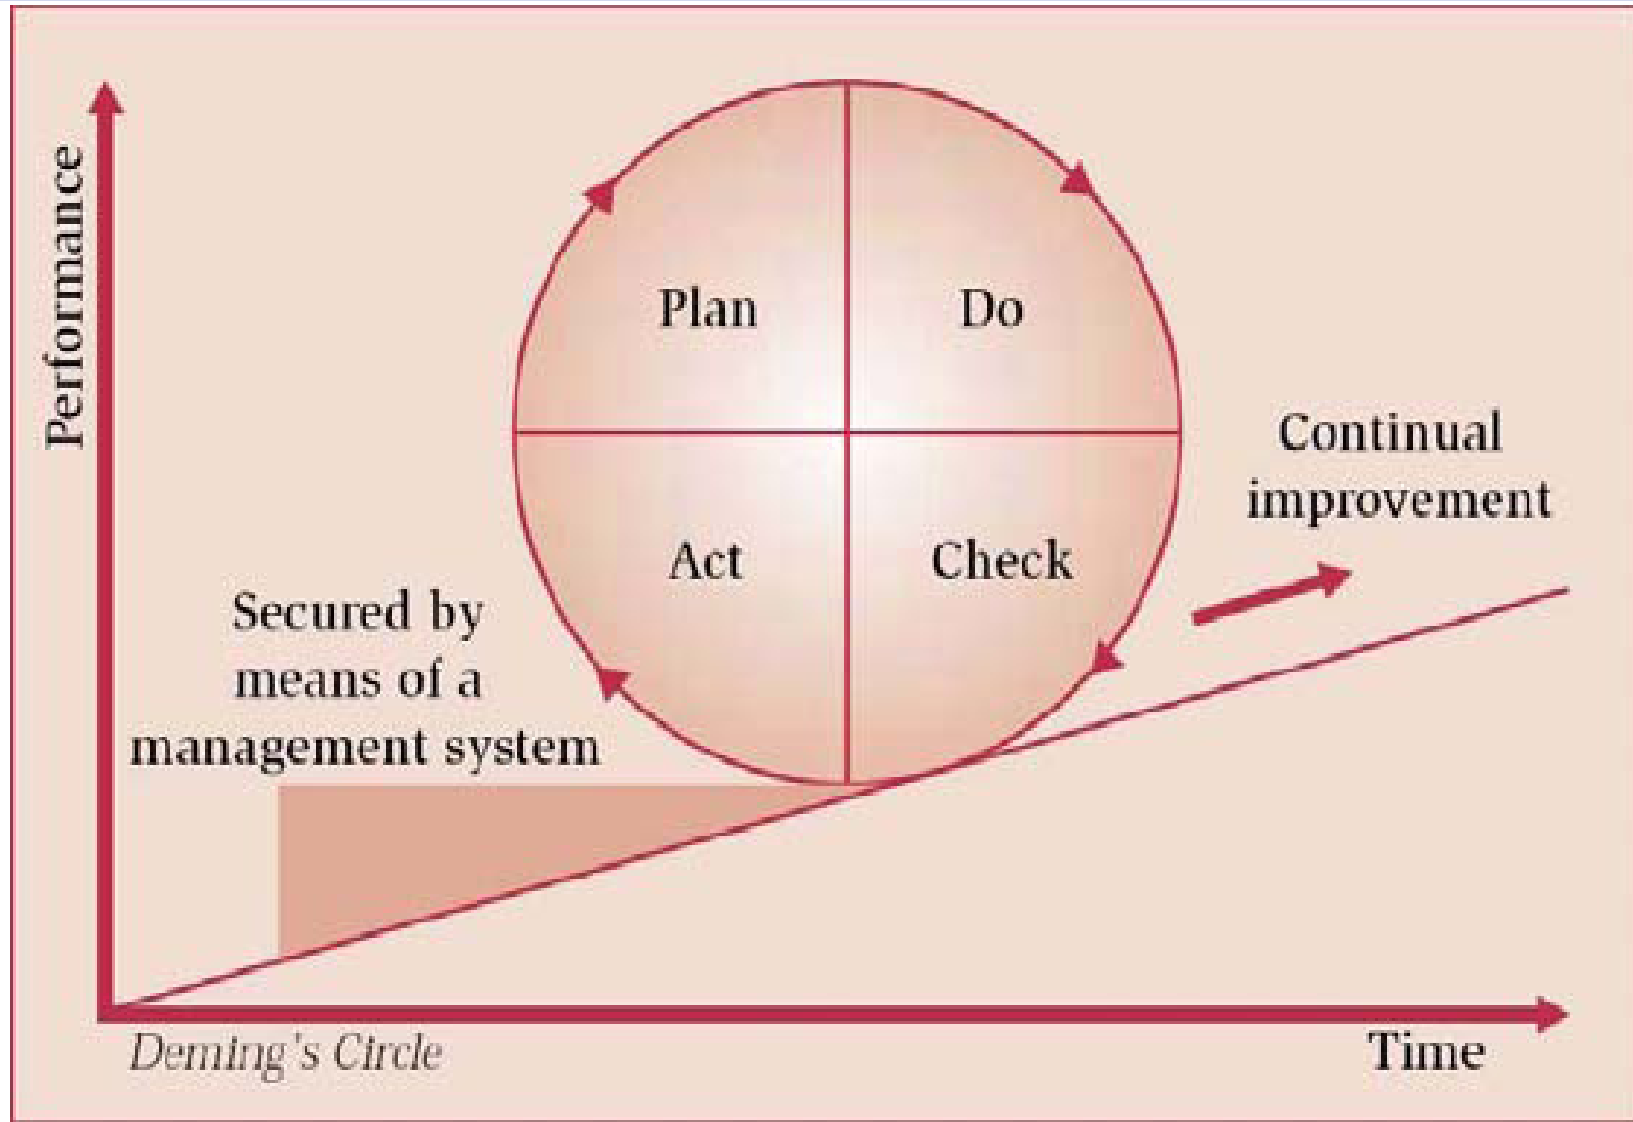 Performance
Plan
Do
Act
Check
Continual
improvement
Secured by
means of a
management system
Deming's Circle
Time